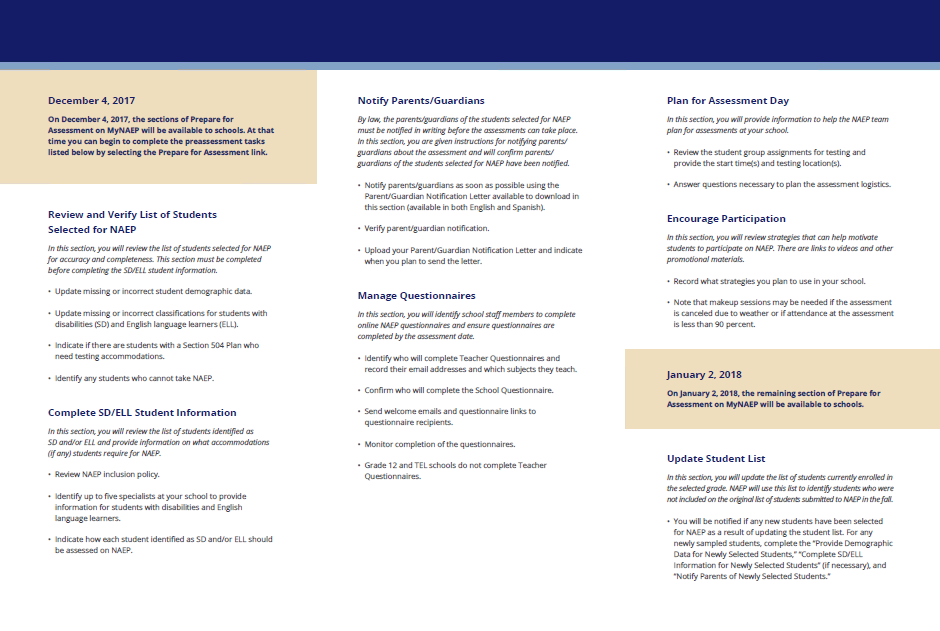 December 4, 2017
On December 4, 2017, the sections of Prepare for
Assessment on MyNAEP will be available to schools. At that
time you can begin to complete the preassessment tasks
listed below by selecting the Prepare for Assessment link.
Review and Verify List of Students
Selected for NAEP
In this section, you will review the list of students selected for NAEP
for accuracy and completeness. This section must be completed
before completing the SD/ELL student information.
• Update missing or incorrect student demographic data.
• Update missing or incorrect classifications for students with
disabilities (SD) and English language learners (ELL).
• Indicate if there are students with a Section 504 Plan who
need testing accommodations.
• Identify any students who cannot take NAEP.
Complete SD/ELL Student Information
In this section, you will review the list of students identified as
SD and/or ELL and provide information on what accommodations
(if any) students require for NAEP.
• Review NAEP inclusion policy.
• Identify up to five specialists at your school to provide
information for students with disabilities and English
language learners.
• Indicate how each student identified as SD and/or ELL should
be assessed on NAEP.
Notify Parents/Guardians
By law, the parents/guardians of the students selected for NAEP
must be notified in writing before the assessments can take place.
In this section, you are given instructions for notifying parents/
guardians about the assessment and will confirm parents/
guardians of the students selected for NAEP have been notified.
• Notify parents/guardians as soon as possible using the
Parent/Guardian Notification Letter available to download in
this section (available in both English and Spanish).
• Verify parent/guardian notification.
• Upload your Parent/Guardian Notification Letter and indicate
when you plan to send the letter.
Manage Questionnaires
In this section, you will identify school staff members to complete
online NAEP questionnaires and ensure questionnaires are
completed by the assessment date.
• Identify who will complete Teacher Questionnaires and
record their email addresses and which subjects they teach.
• Confirm who will complete the School Questionnaire.
• Send welcome emails and questionnaire links to
questionnaire recipients.
• Monitor completion of the questionnaires.
• Grade 12 and TEL schools do not complete Teacher
Questionnaires.
Plan for Assessment Day
In this section, you will provide information to help the NAEP team
plan for assessments at your school.
• Review the student group assignments for testing and
provide the start time(s) and testing location(s).
• Answer questions necessary to plan the assessment logistics.
Encourage Participation
In this section, you will review strategies that can help motivate
students to participate on NAEP. There are links to videos and other
promotional materials.
• Record what strategies you plan to use in your school.
• Note that makeup sessions may be needed if the assessment
is canceled due to weather or if attendance at the assessment
is less than 90 percent.
January 2, 2018
On January 2, 2018, the remaining section of Prepare for
Assessment on MyNAEP will be available to schools.
Update Student List
In this section, you will update the list of students currently enrolled in
the selected grade. NAEP will use this list to identify students who were
not included on the original list of students submitted to NAEP in the fall.
• You will be notified if any new students have been selected
for NAEP as a result of updating the student list. For any
newly sampled students, complete the “Provide Demographic
Data for Newly Selected Students,” “Complete SD/ELL
Information for Newly Selected Students” (if necessary), and
“Notify Parents of Newly Selected Students.”